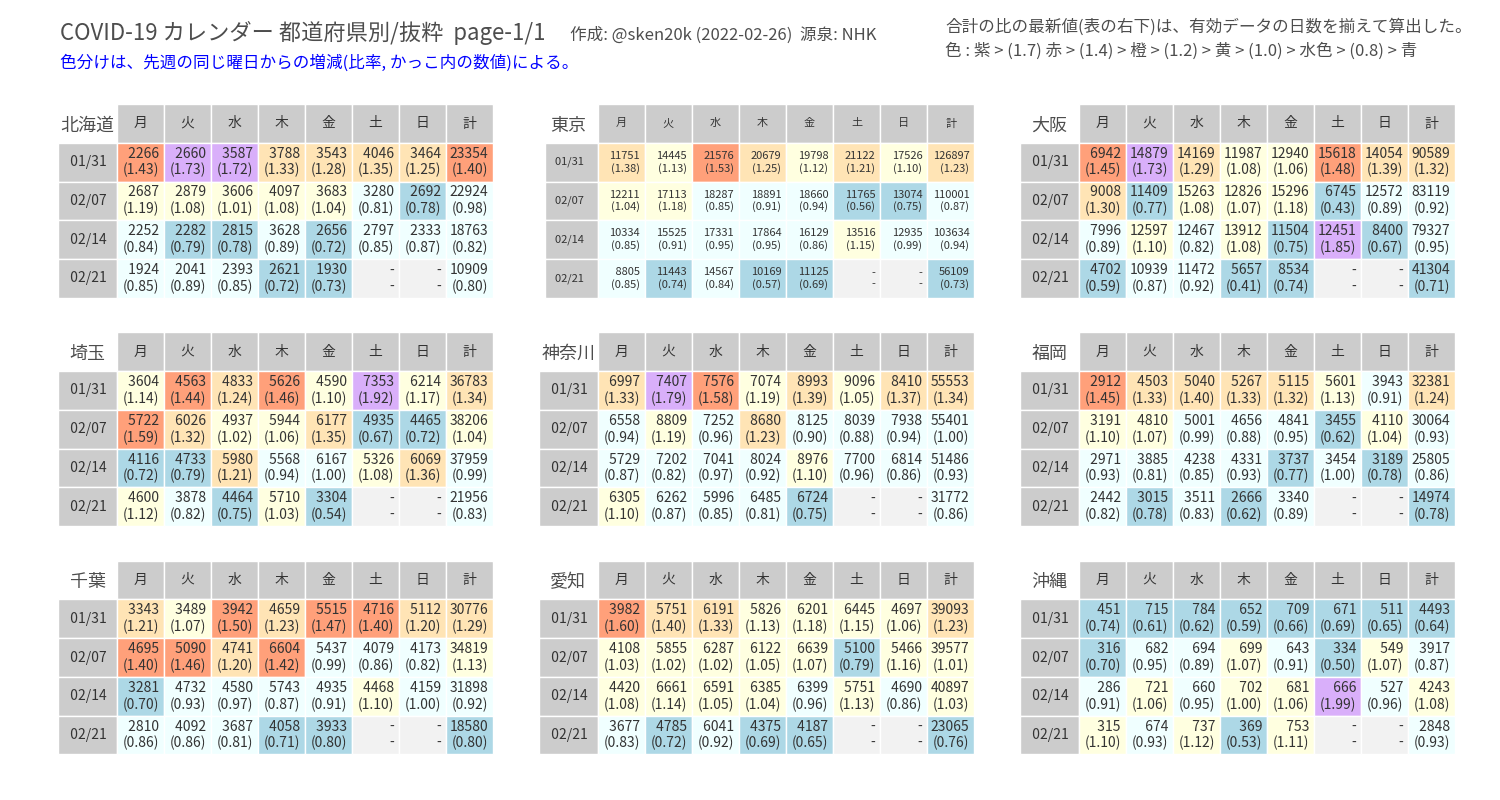 COVID-19 カレンダー 都道府県別/抜粋 page-1/1 作成: @sken20k (2022-02-26) 源泉: NHK
合計の比の最新値(表の右下)は、有効データの日数を揃えて算出した。
色分けは、先週の同じ曜日からの増減(比率, かっこ内の数値)による。
色 : 紫 > (1.7) 赤 > (1.4) > 橙 > (1.2) > 黄 > (1.0) > 水色 > (0.8) > 青
北海道 月 火 水 木 金 土 日 計
01/31 2266 2660 3587 3788 3543 4046 3464 23354
(1.43) (1.73) (1.72) (1.33) (1.28) (1.35) (1.25) (1.40)
02/07 2687 2879 3606 4097 3683 3280 2692 22924
(1.19) (1.08) (1.01) (1.08) (1.04) (0.81) (0.78) (0.98)
02/14 2252 2282 2815 3628 2656 2797 2333 18763
(0.84) (0.79) (0.78) (0.89) (0.72) (0.85) (0.87) (0.82)
02/21 1924 2041 2393 2621 1930 - - 10909
(0.85) (0.89) (0.85) (0.72) (0.73) - - (0.80)
東京 月 火 水 木 金 土 日 計
01/31 11751 14445 21576 20679 19798 21122 17526 126897
(1.38) (1.13) (1.53) (1.25) (1.12) (1.21) (1.10) (1.23)
02/07 12211 17113 18287 18891 18660 11765 13074 110001
(1.04) (1.18) (0.85) (0.91) (0.94) (0.56) (0.75) (0.87)
02/14 10334 15525 17331 17864 16129 13516 12935 103634
(0.85) (0.91) (0.95) (0.95) (0.86) (1.15) (0.99) (0.94)
02/21 8805 11443 14567 10169 11125 - - 56109
(0.85) (0.74) (0.84) (0.57) (0.69) - - (0.73)
大阪 月 火 水 木 金 土 日 計
01/31 6942 14879 14169 11987 12940 15618 14054 90589
(1.45) (1.73) (1.29) (1.08) (1.06) (1.48) (1.39) (1.32)
02/07 9008 11409 15263 12826 15296 6745 12572 83119
(1.30) (0.77) (1.08) (1.07) (1.18) (0.43) (0.89) (0.92)
02/14 7996 12597 12467 13912 11504 12451 8400 79327
(0.89) (1.10) (0.82) (1.08) (0.75) (1.85) (0.67) (0.95)
02/21 4702 10939 11472 5657 8534 - - 41304
(0.59) (0.87) (0.92) (0.41) (0.74) - - (0.71)
埼玉 月 火 水 木 金 土 日 計
01/31 3604 4563 4833 5626 4590 7353 6214 36783
(1.14) (1.44) (1.24) (1.46) (1.10) (1.92) (1.17) (1.34)
02/07 5722 6026 4937 5944 6177 4935 4465 38206
(1.59) (1.32) (1.02) (1.06) (1.35) (0.67) (0.72) (1.04)
02/14 4116 4733 5980 5568 6167 5326 6069 37959
(0.72) (0.79) (1.21) (0.94) (1.00) (1.08) (1.36) (0.99)
02/21 4600 3878 4464 5710 3304 - - 21956
(1.12) (0.82) (0.75) (1.03) (0.54) - - (0.83)
神奈川 月 火 水 木 金 土 日 計
01/31 6997 7407 7576 7074 8993 9096 8410 55553
(1.33) (1.79) (1.58) (1.19) (1.39) (1.05) (1.37) (1.34)
02/07 6558 8809 7252 8680 8125 8039 7938 55401
(0.94) (1.19) (0.96) (1.23) (0.90) (0.88) (0.94) (1.00)
02/14 5729 7202 7041 8024 8976 7700 6814 51486
(0.87) (0.82) (0.97) (0.92) (1.10) (0.96) (0.86) (0.93)
02/21 6305 6262 5996 6485 6724 - - 31772
(1.10) (0.87) (0.85) (0.81) (0.75) - - (0.86)
福岡 月 火 水 木 金 土 日 計
01/31 2912 4503 5040 5267 5115 5601 3943 32381
(1.45) (1.33) (1.40) (1.33) (1.32) (1.13) (0.91) (1.24)
02/07 3191 4810 5001 4656 4841 3455 4110 30064
(1.10) (1.07) (0.99) (0.88) (0.95) (0.62) (1.04) (0.93)
02/14 2971 3885 4238 4331 3737 3454 3189 25805
(0.93) (0.81) (0.85) (0.93) (0.77) (1.00) (0.78) (0.86)
02/21 2442 3015 3511 2666 3340 - - 14974
(0.82) (0.78) (0.83) (0.62) (0.89) - - (0.78)
千葉 月 火 水 木 金 土 日 計
01/31 3343 3489 3942 4659 5515 4716 5112 30776
(1.21) (1.07) (1.50) (1.23) (1.47) (1.40) (1.20) (1.29)
02/07 4695 5090 4741 6604 5437 4079 4173 34819
(1.40) (1.46) (1.20) (1.42) (0.99) (0.86) (0.82) (1.13)
02/14 3281 4732 4580 5743 4935 4468 4159 31898
(0.70) (0.93) (0.97) (0.87) (0.91) (1.10) (1.00) (0.92)
02/21 2810 4092 3687 4058 3933 - - 18580
(0.86) (0.86) (0.81) (0.71) (0.80) - - (0.80)
愛知 月 火 水 木 金 土 日 計
01/31 3982 5751 6191 5826 6201 6445 4697 39093
(1.60) (1.40) (1.33) (1.13) (1.18) (1.15) (1.06) (1.23)
02/07 4108 5855 6287 6122 6639 5100 5466 39577
(1.03) (1.02) (1.02) (1.05) (1.07) (0.79) (1.16) (1.01)
02/14 4420 6661 6591 6385 6399 5751 4690 40897
(1.08) (1.14) (1.05) (1.04) (0.96) (1.13) (0.86) (1.03)
02/21 3677 4785 6041 4375 4187 - - 23065
(0.83) (0.72) (0.92) (0.69) (0.65) - - (0.76)
沖縄 月 火 水 木 金 土 日 計
01/31 451 715 784 652 709 671 511 4493
(0.74) (0.61) (0.62) (0.59) (0.66) (0.69) (0.65) (0.64)
02/07 316 682 694 699 643 334 549 3917
(0.70) (0.95) (0.89) (1.07) (0.91) (0.50) (1.07) (0.87)
02/14 286 721 660 702 681 666 527 4243
(0.91) (1.06) (0.95) (1.00) (1.06) (1.99) (0.96) (1.08)
02/21 315 674 737 369 753 - - 2848
(1.10) (0.93) (1.12) (0.53) (1.11) - - (0.93)